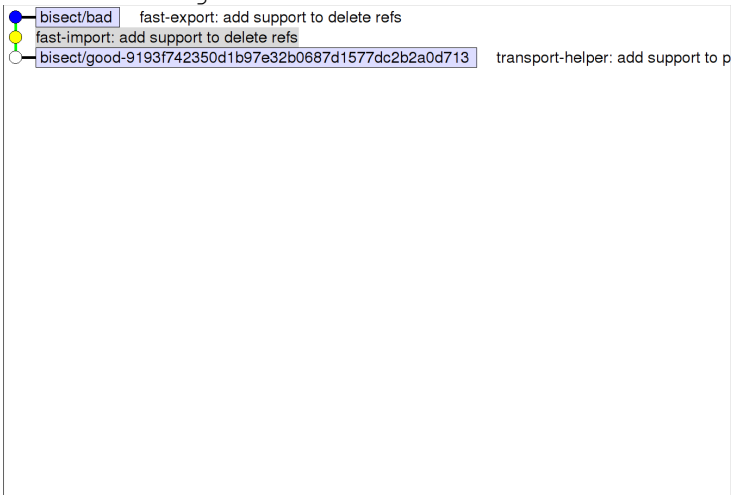 bisect/bad fast-export: add support to delete refs
fast-import: add support to delete refs
bisect/good-9193f742350d1b97e32b0687d1577dc2b2a0d713 transport-helper: add support to p